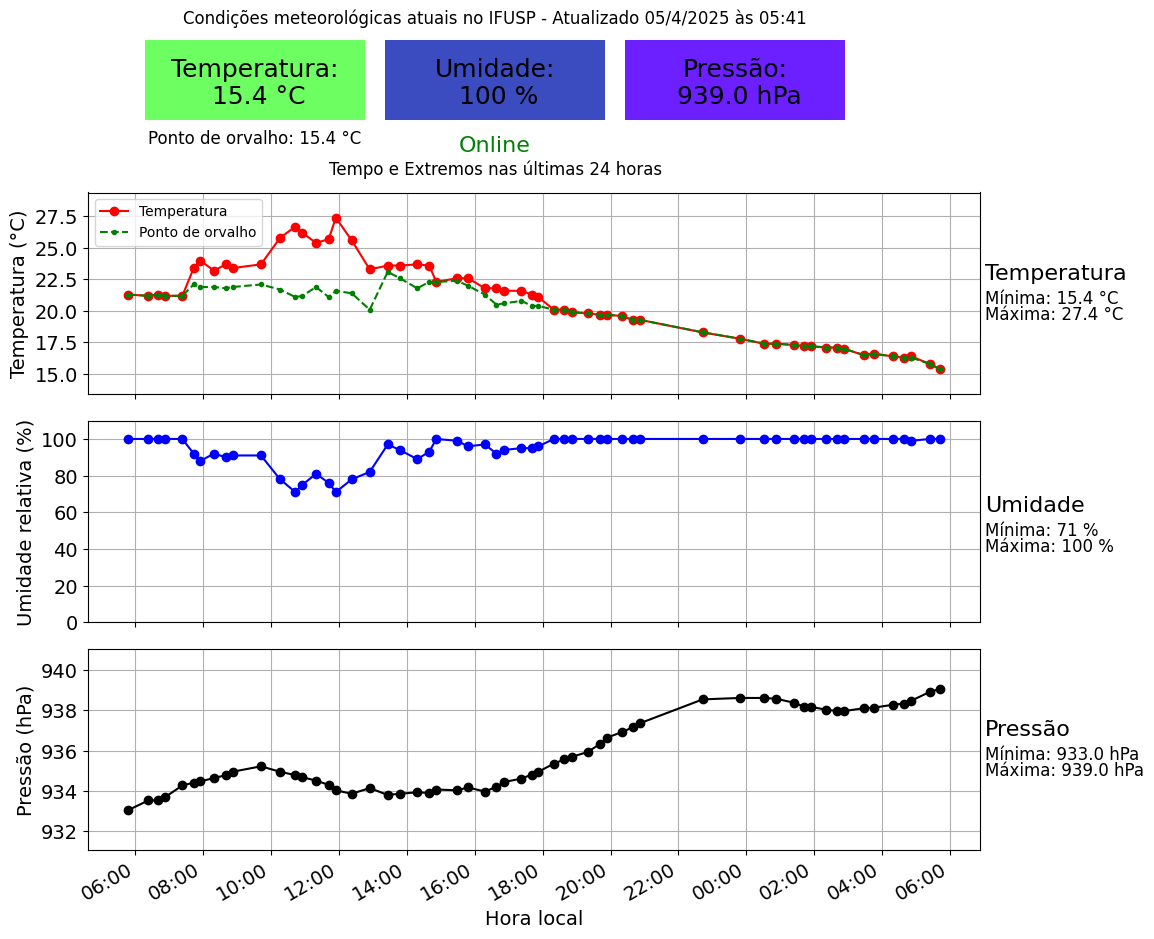 Condições meteorológicas atuais no IFUSP - Atualizado 05/4/2025 às 05:41
Temperatura:
15.4 °C
Umidade:
100 %
Pressão:
939.0 hPa
Ponto de orvalho: 15.4 °C
Online
Tempo e Extremos nas últimas 24 horas
Temperatura (°C)
27.5
25.0
22.5
20.0
17.5
15.0
Temperatura
Ponto de orvalho
Temperatura
Mínima: 15.4 °C
Máxima: 27.4 °C
Umidade relativa (%)
100
80
60
40
20
0
Umidade
Mínima: 71 %
Máxima: 100 %
Pressão (hPa)
940
938
936
934
932
Pressão
Mínima: 933.0 hPa
Máxima: 939.0 hPa
06:00
08:00
10:00
12:00
14:00
16:00
18:00
20:00
22:00
00:00
02:00
04:00
06:00
Hora local